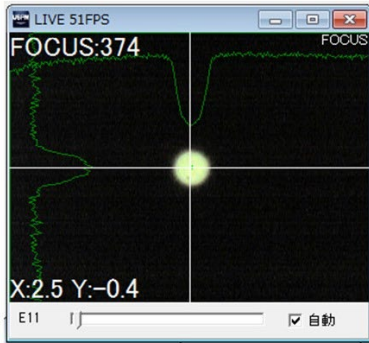 LIVE 51FPS
FOCUS:374
FOCUS
X:2.5 Y:-0.4
E11
自動